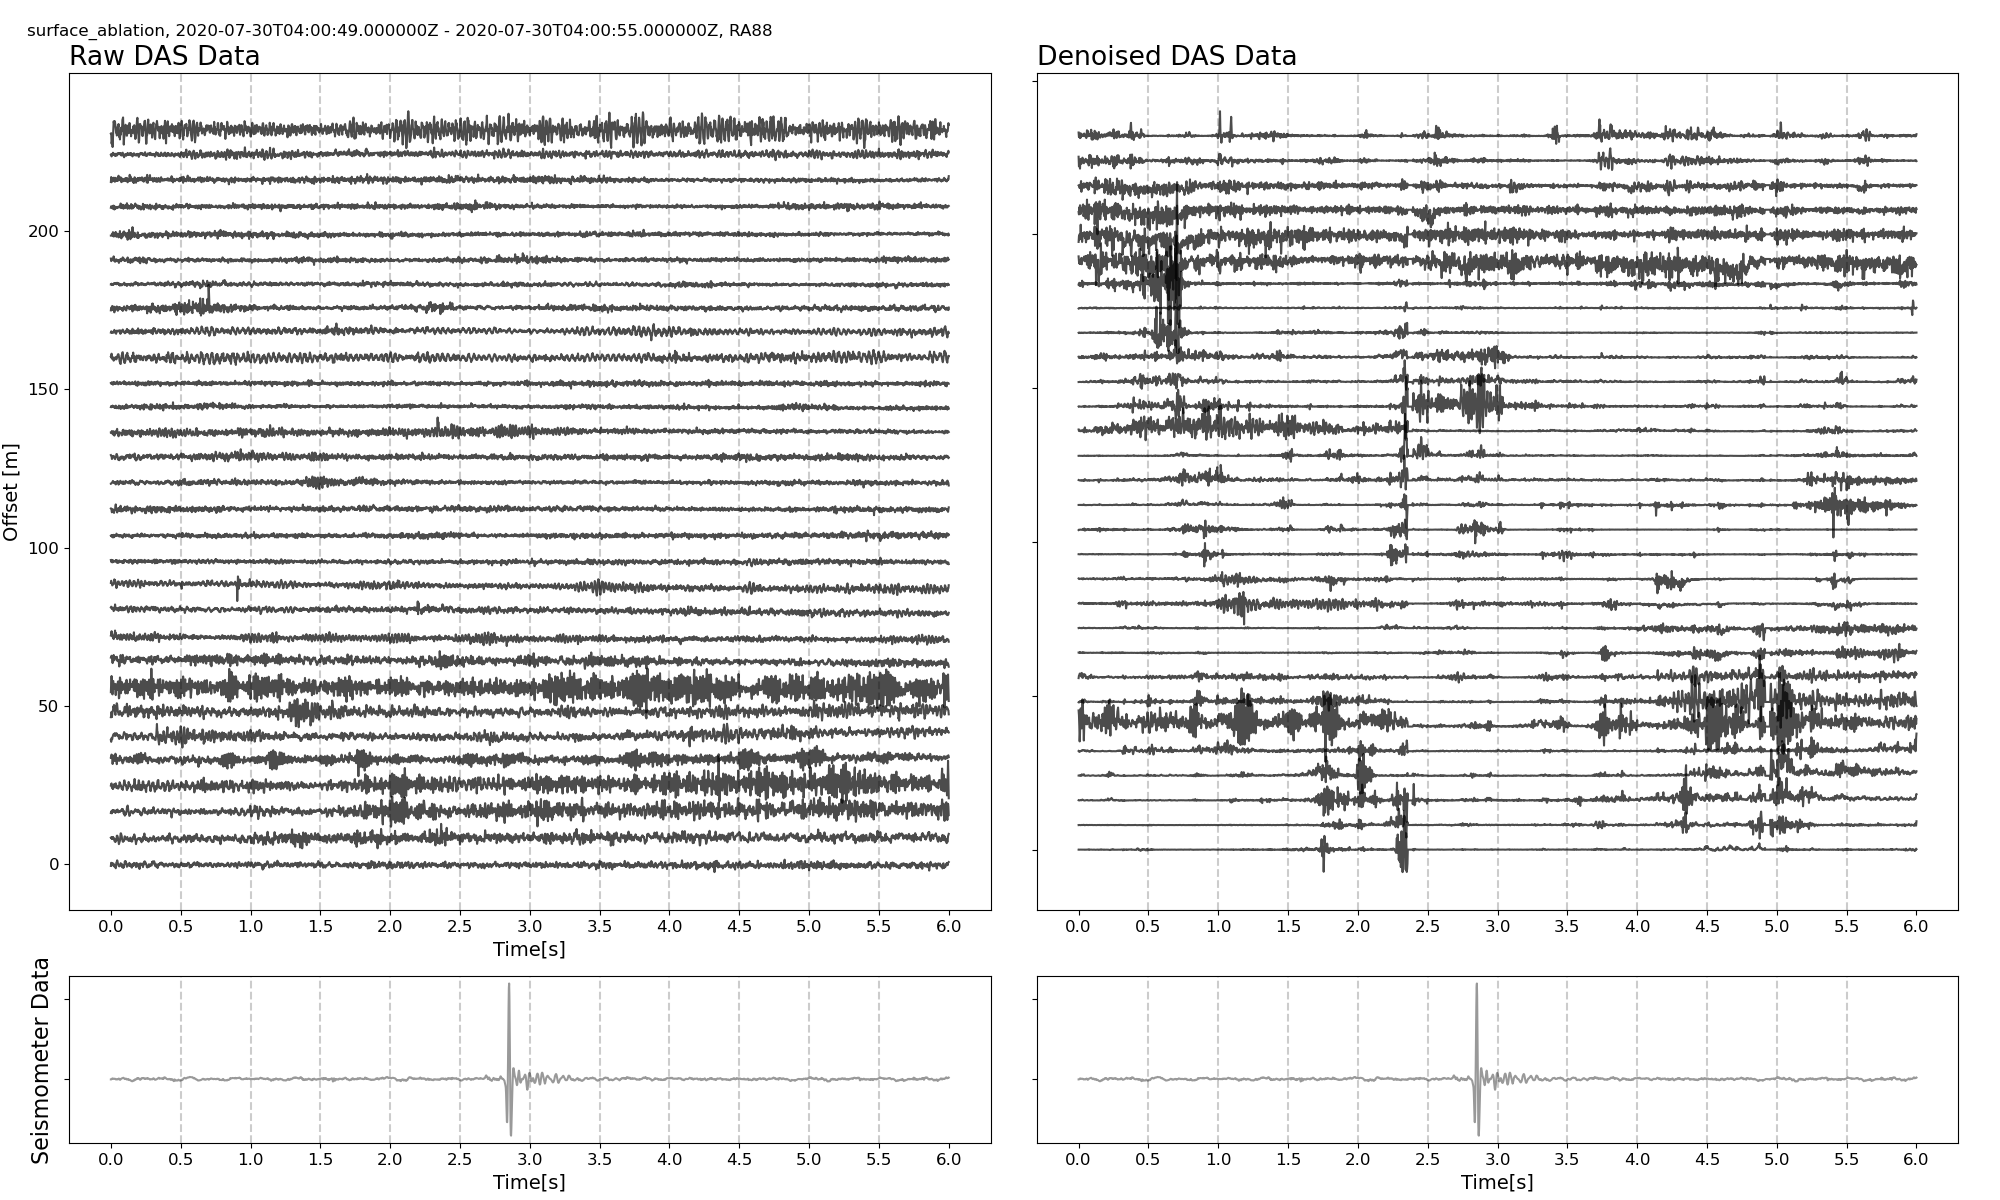 surface_ablation, 2020-07-30T04:00:49.000000Z - 2020-07-30T04:00:55.000000Z, RA88
Raw DAS Data
Denoised DAS Data
Offset [m]
200
150
100
50
0
0.0 0.5 1.0 1.5 2.0 2.5 3.0 3.5 4.0 4.5 5.0 5.5 6.0
Time[s]
0.0 0.5 1.0 1.5 2.0 2.5 3.0 3.5 4.0 4.5 5.0 5.5 6.0
Seismometer Data
0.0 0.5 1.0 1.5 2.0 2.5 3.0 3.5 4.0 4.5 5.0 5.5 6.0
Time[s]
0.0 0.5 1.0 1.5 2.0 2.5 3.0 3.5 4.0 4.5 5.0 5.5 6.0
Time[s]